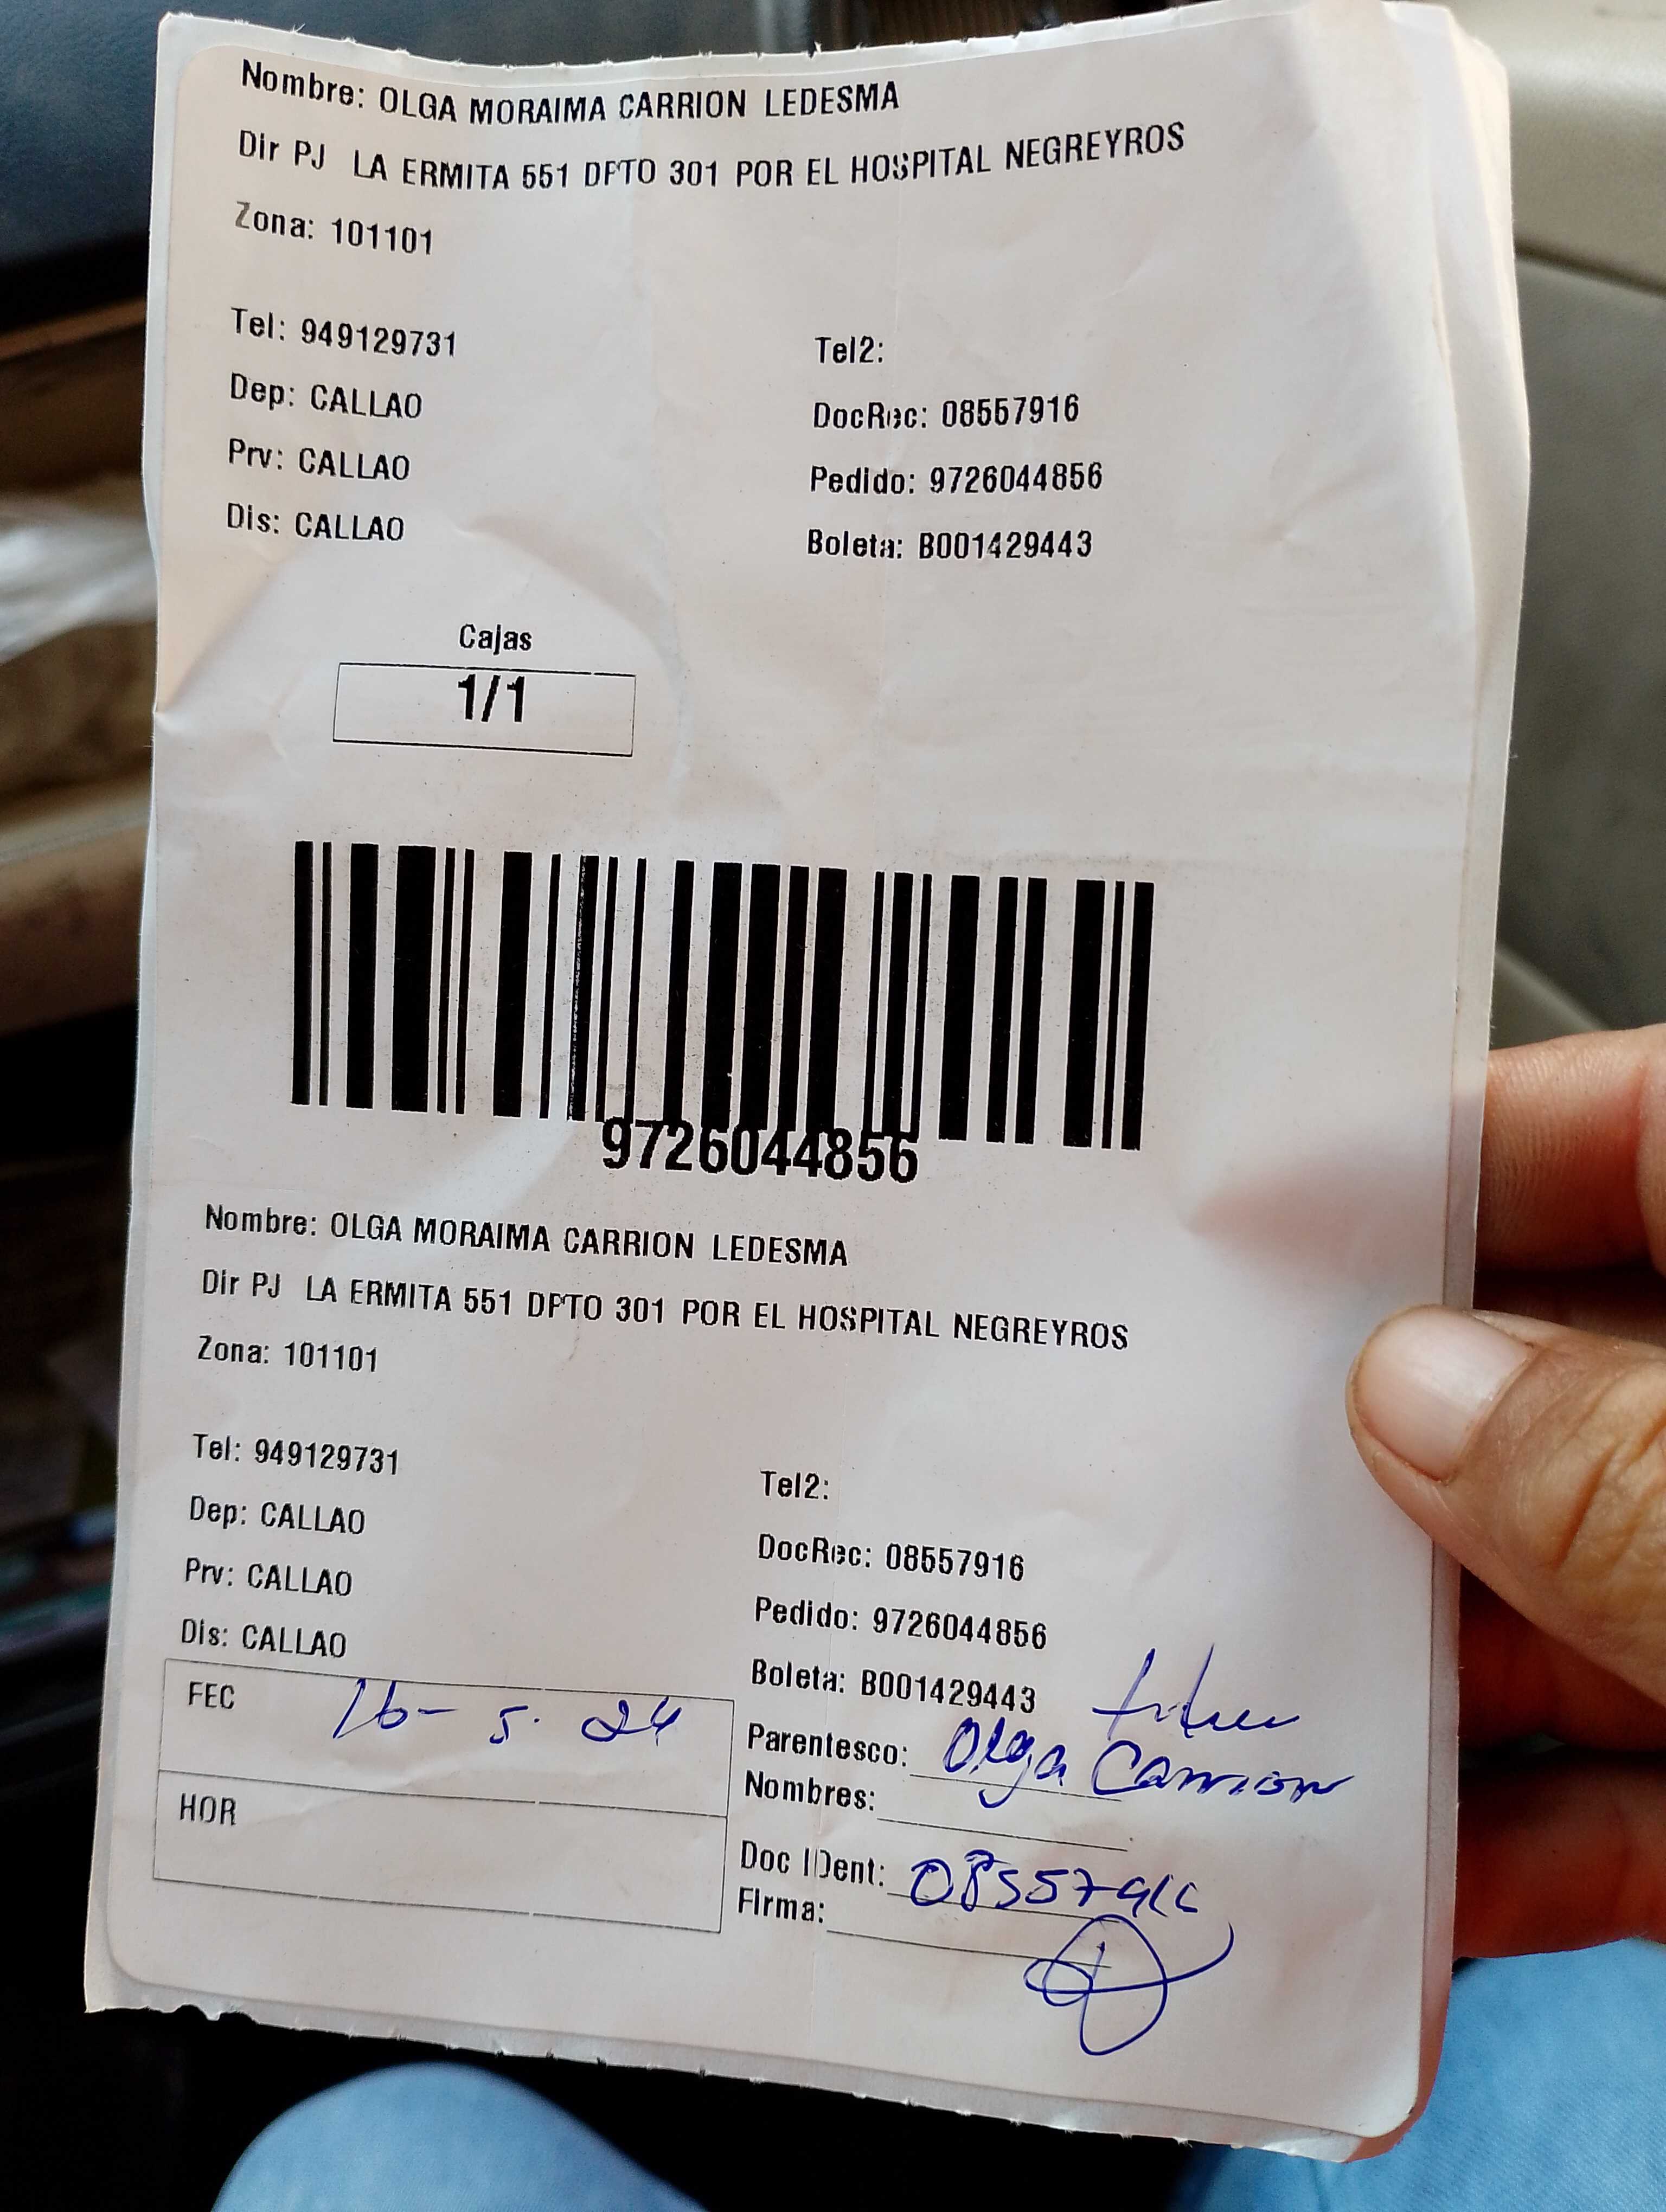 Nombre: OLGA MORAIMA CARRION LEDESMA
Dir PJ LA ERMITA 551 DPTO 301 POR EL HOSPITAL NEGREYROS
Zona: 101101
Tel: 949129731 Tel2:
Dep: CALLAO DocRec: 08557916
Prv: CALLAO Pedido: 9726044856
Dis: CALLAO Boleta: B001429443
Cajas
1/1
9726044856
Nombre: OLGA MORAIMA CARRION LEDESMA
Dir PJ LA ERMITA 551 DPTO 301 POR EL HOSPITAL NEGREYROS
Zona: 101101
Tel: 949129731 Tel2:
Dep: CALLAO DocRec: 08557916
Prv: CALLAO Pedido: 9726044856
Dis: CALLAO Boleta: B001429443
FEC 16-5.24
Parentesco: Olga Carrion
Nombres:
HOR
Doc IDent: 08557916
Firma: